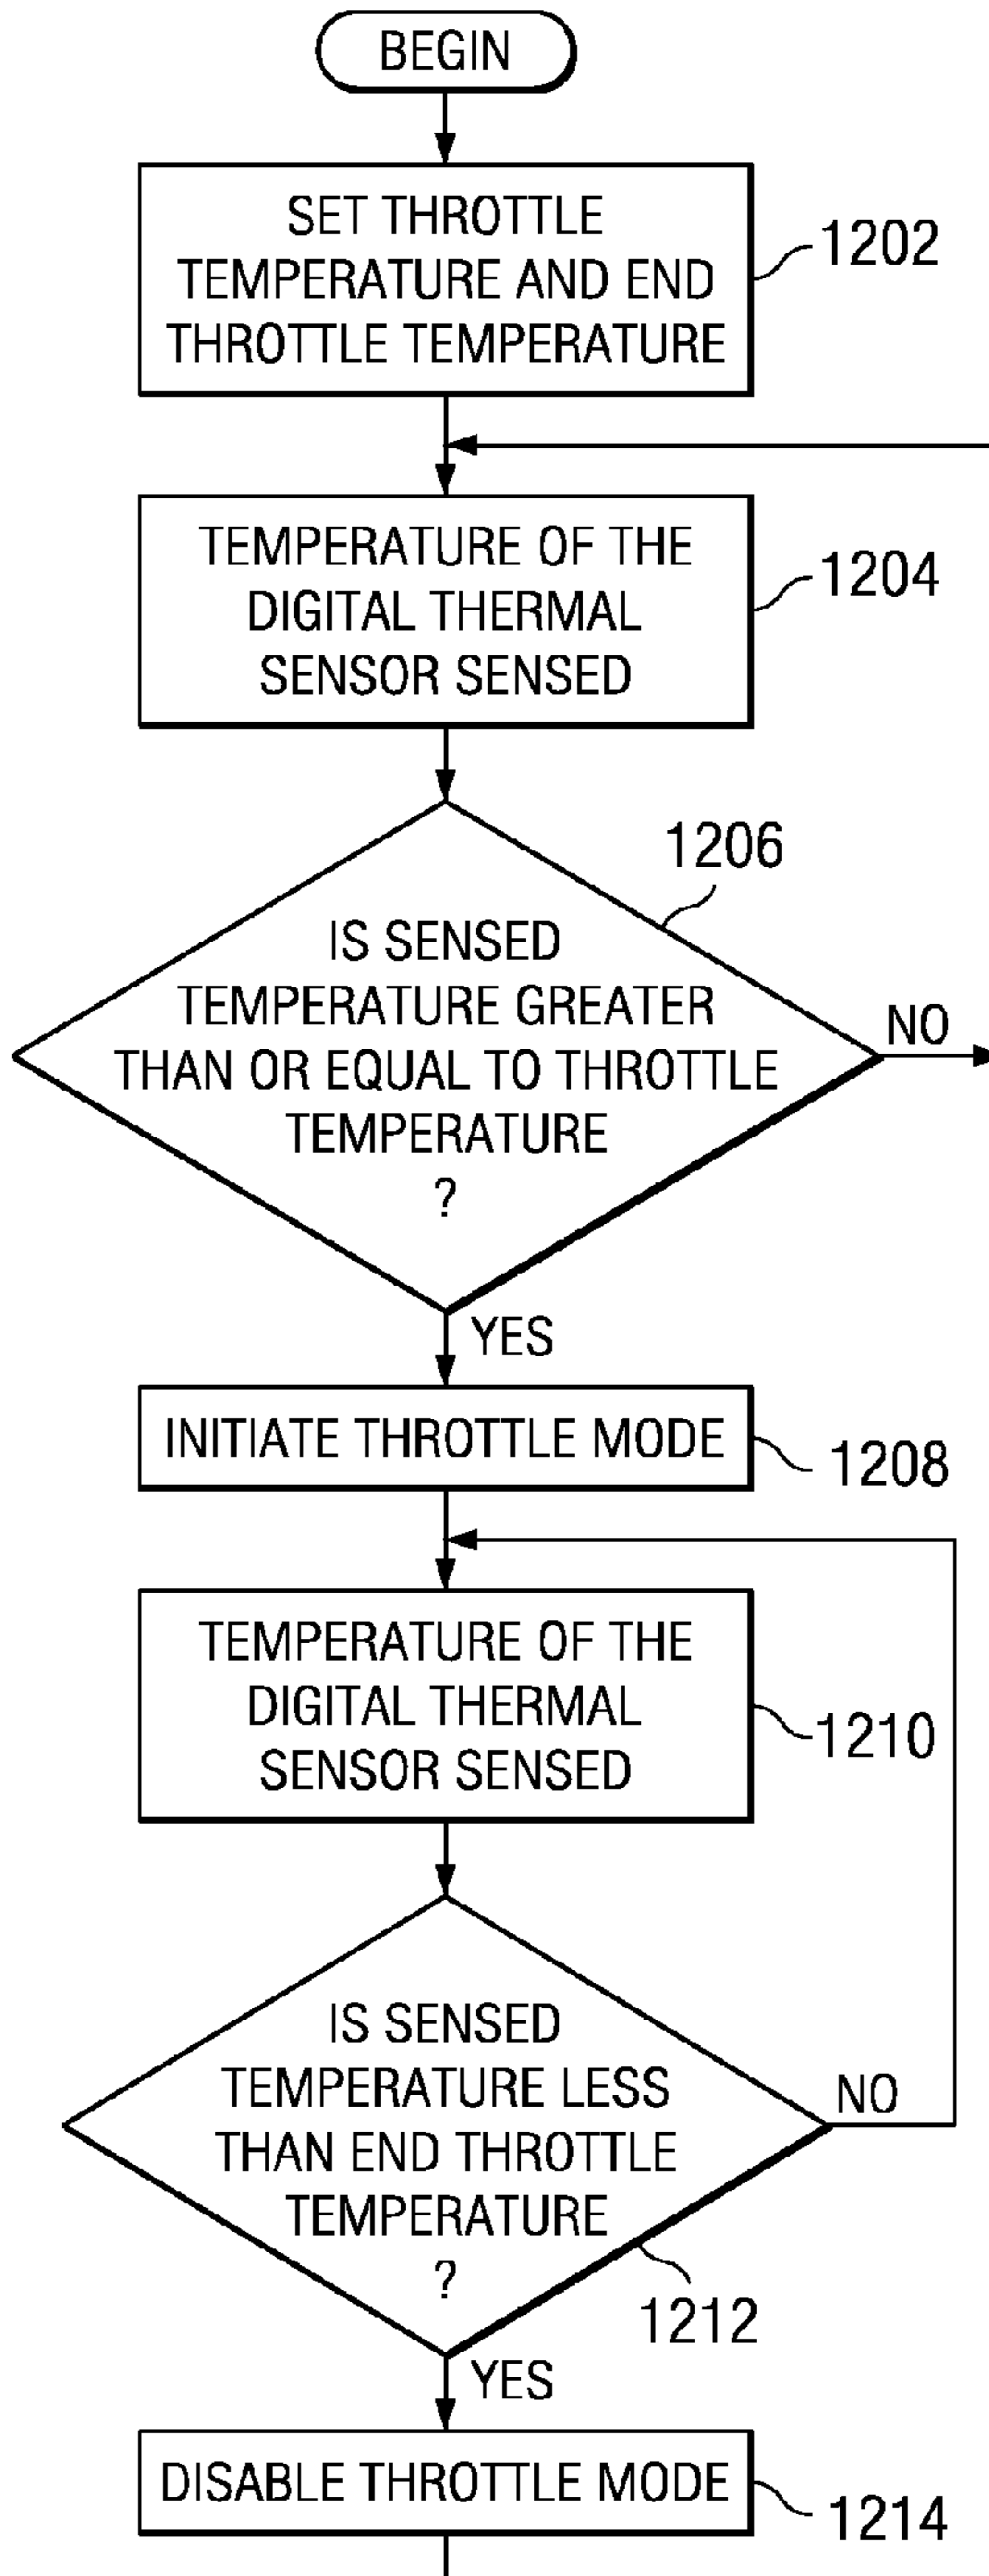 BEGIN
SET THROTTLE
TEMPERATURE AND END
THROTTLE TEMPERATURE
1202
TEMPERATURE OF THE
DIGITAL THERMAL
SENSOR SENSED
1204
1206
IS SENSED
TEMPERATURE GREATER
THAN OR EQUAL TO THROTTLE
TEMPERATURE
?
NO
YES
INITIATE THROTTLE MODE
1208
TEMPERATURE OF THE
DIGITAL THERMAL
SENSOR SENSED
1210
IS SENSED
TEMPERATURE LESS
THAN END THROTTLE
TEMPERATURE
?
NO
1212
YES
DISABLE THROTTLE MODE
1214